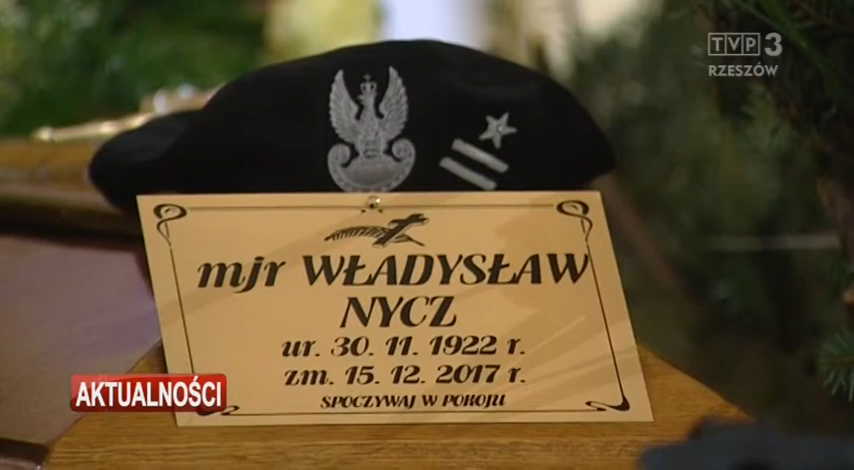 TVP3
RZESZÓW
mjr WŁADYSŁAW
NYCZ
ur. 30. 11. 1922 r.
zm. 15. 12. 2017 r.
SPOCZYWAJ W POKOJU
AKTUALNOŚCI